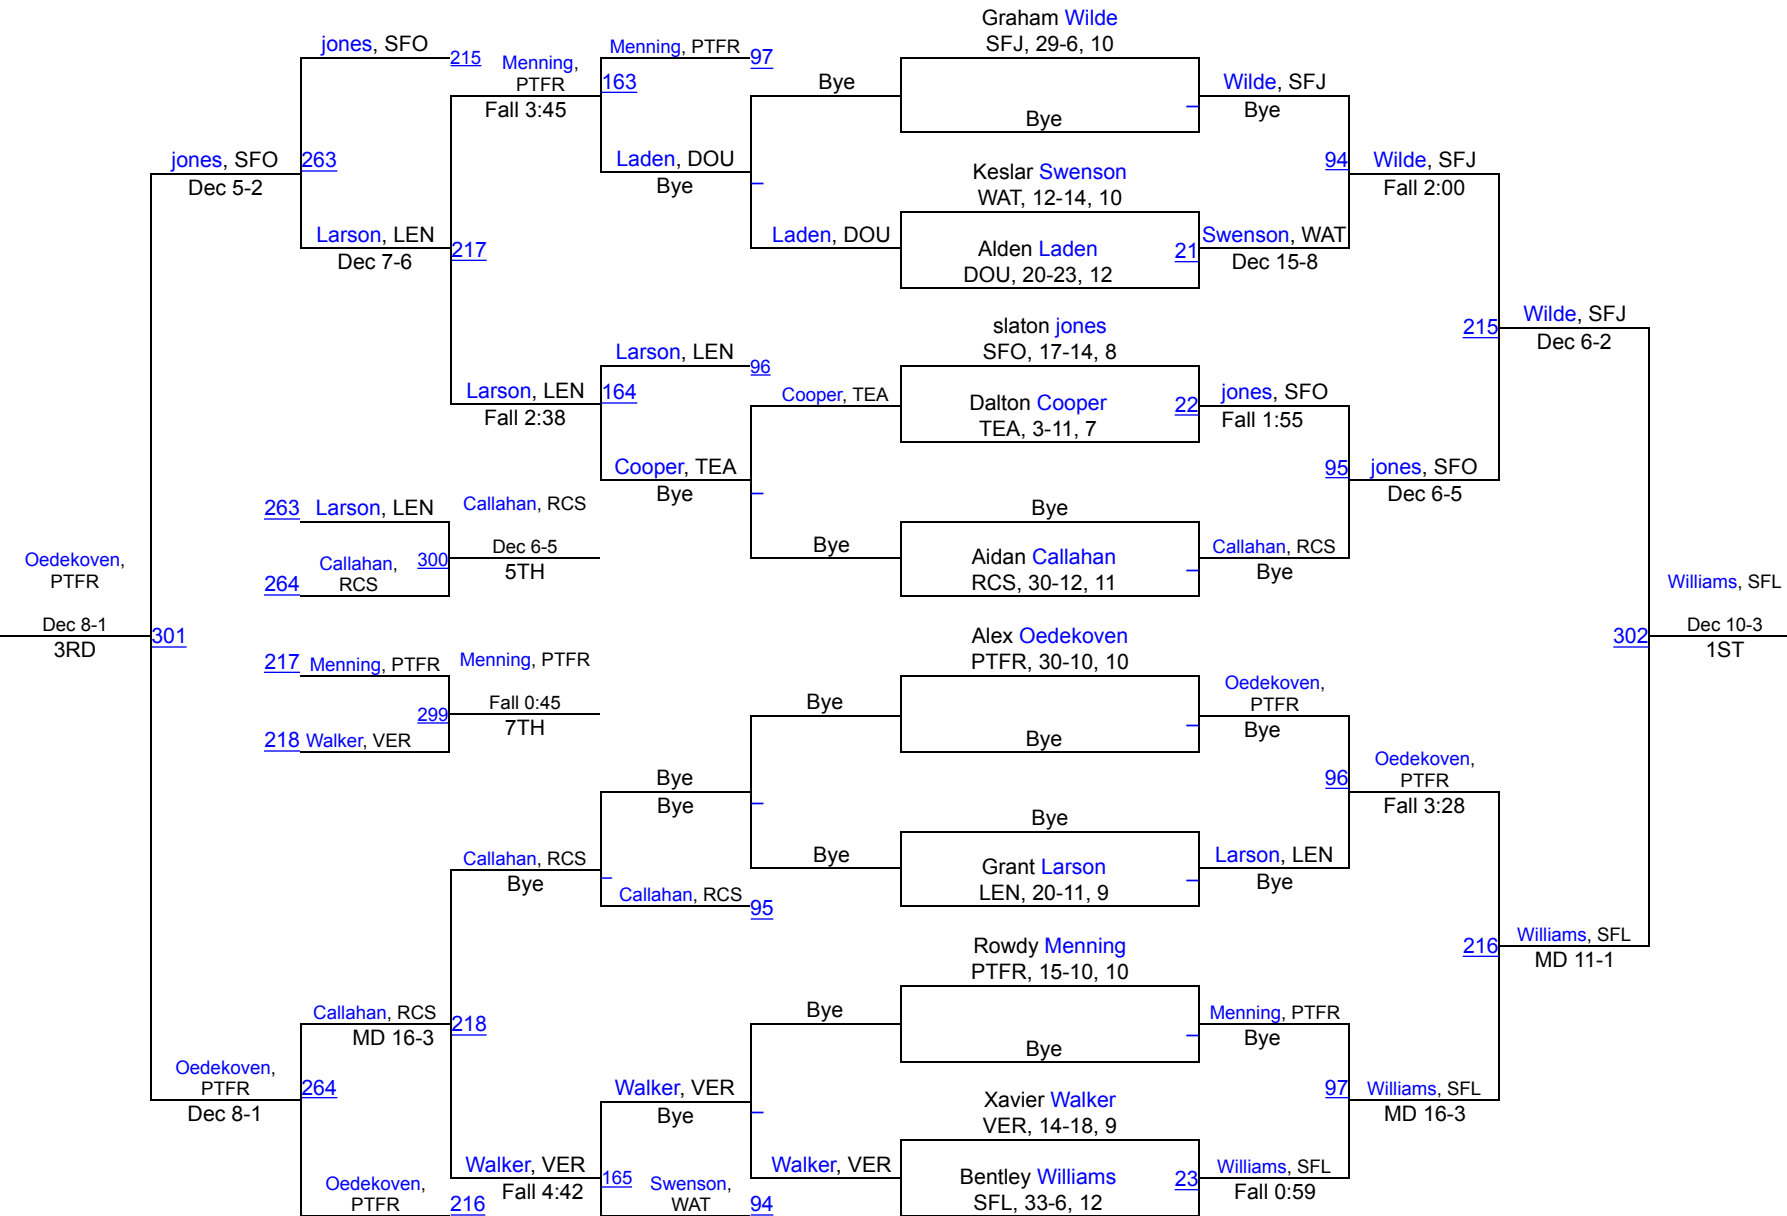 Graham Wilde
SFJ, 29-6, 10
jones, SFO
215
Menning,
PTFR
Fall 3:45
Menning, PTFR
97
163
Bye
Bye
Wilde, SFJ
Bye
jones, SFO
263
Dec 5-2
Laden, DOU
Bye
Keslar Swenson
WAT, 12-14, 10
94
Wilde, SFJ
Fall 2:00
Larson, LEN
217
Dec 7-6
Laden, DOU
Alden Laden
DOU, 20-23, 12
21
Swenson, WAT
Dec 15-8
slaton jones
SFO, 17-14, 8
215
Wilde, SFJ
Dec 6-2
Larson, LEN
96
Larson, LEN
164
Fall 2:38
Cooper, TEA
Dalton Cooper
TEA, 3-11, 7
22
jones, SFO
Fall 1:55
Cooper, TEA
Bye
95
jones, SFO
Dec 6-5
263
Larson, LEN
Callahan, RCS
Bye
Dec 6-5
5TH
300
Callahan,
RCS
264
Bye
Aidan Callahan
RCS, 30-12, 11
Callahan, RCS
Bye
Oedekoven,
PTFR
Dec 8-1
3RD
301
Williams, SFL
Dec 10-3
1ST
302
Alex Oedekoven
PTFR, 30-10, 10
217
Menning, PTFR
Menning, PTFR
Fall 0:45
7TH
299
218
Walker, VER
Bye
Bye
Oedekoven,
PTFR
Bye
Bye
Bye
96
Oedekoven,
PTFR
Fall 3:28
Bye
Callahan, RCS
Bye
Bye
Grant Larson
LEN, 20-11, 9
Larson, LEN
Bye
Callahan, RCS
95
Rowdy Menning
PTFR, 15-10, 10
216
Williams, SFL
MD 11-1
Callahan, RCS
218
MD 16-3
Bye
Bye
Menning, PTFR
Bye
Oedekoven,
PTFR
264
Dec 8-1
Walker, VER
Bye
Xavier Walker
VER, 14-18, 9
97
Williams, SFL
MD 16-3
Walker, VER
165
Fall 4:42
Walker, VER
Bentley Williams
SFL, 33-6, 12
23
Williams, SFL
Fall 0:59
Oedekoven,
PTFR
216
Swenson,
WAT
94